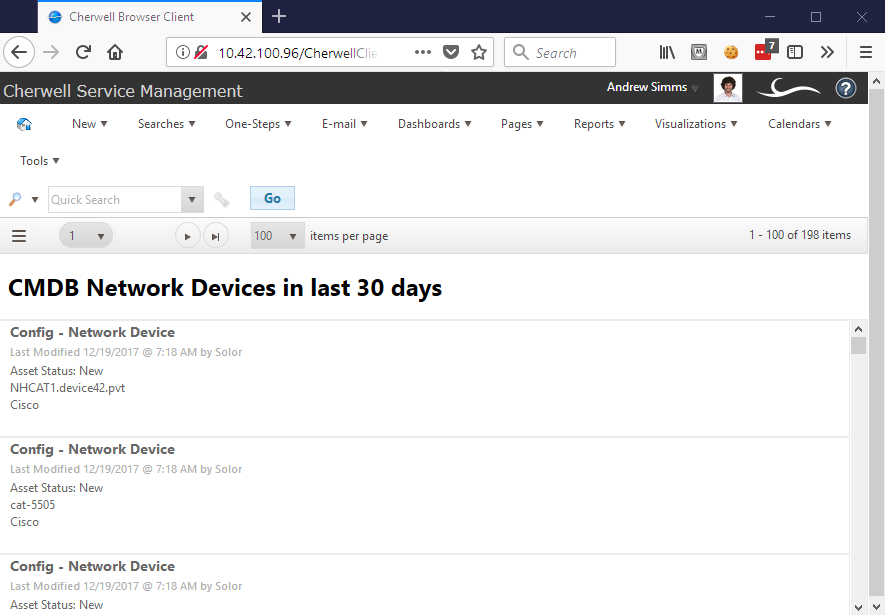 Cherwell Browser Client
10.42.100.96/CherwellClie
Search
7
Cherwell Service Management
Andrew Simms
?
New
Searches
One-Steps
E-mail
Dashboards
Pages
Reports
Visualizations
Calendars
Tools
Quick Search
Go
1
100
items per page
1 - 100 of 198 items
CMDB Network Devices in last 30 days
Config - Network Device
Last Modified 12/19/2017 @ 7:18 AM by Solor
Asset Status: New
NHCAT1.device42.pvt
Cisco
Config - Network Device
Last Modified 12/19/2017 @ 7:18 AM by Solor
Asset Status: New
cat-5505
Cisco
Config - Network Device
Last Modified 12/19/2017 @ 7:18 AM by Solor
Asset Status: New